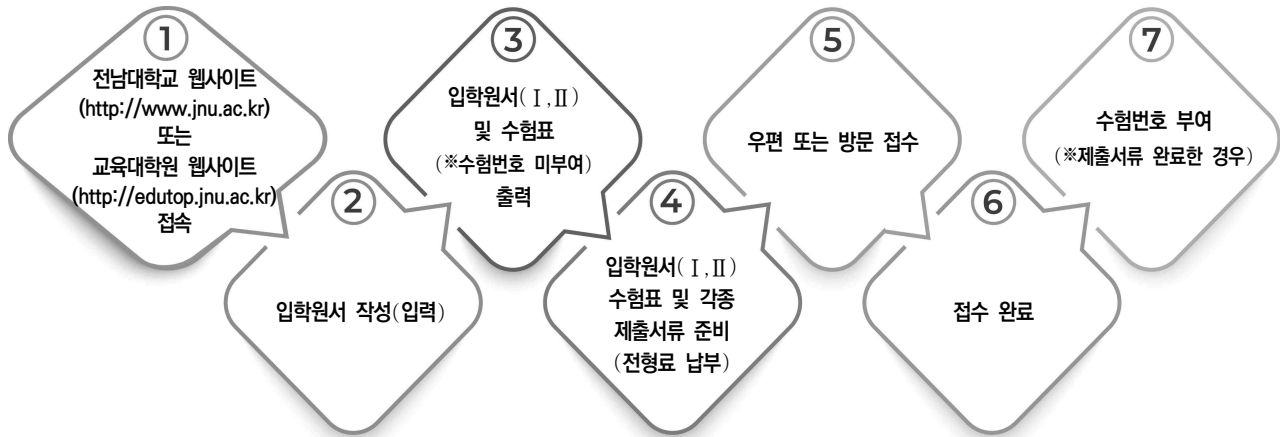 ①
전남대학교 웹사이트
(http://www.jnu.ac.kr)
또는
교육대학원 웹사이트
(http://edutop.jnu.ac.kr)
접속
②
입학원서 작성(입력)
③
입학원서(Ⅰ,Ⅱ)
및 수험표
(※수험번호 미부여)
출력
④
입학원서(Ⅰ,Ⅱ)
수험표 및 각종
제출서류 준비
(전형료 납부)
⑤
우편 또는 방문 접수
⑥
접수 완료
⑦
수험번호 부여
(※제출서류 완료한 경우)